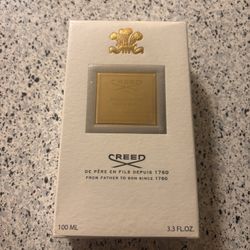 CREED
DE PÈRE EN FILS DEPUIS 1760
FROM FATHER TO SON SINCE 1760
100 ML 3.3 FL.OZ.